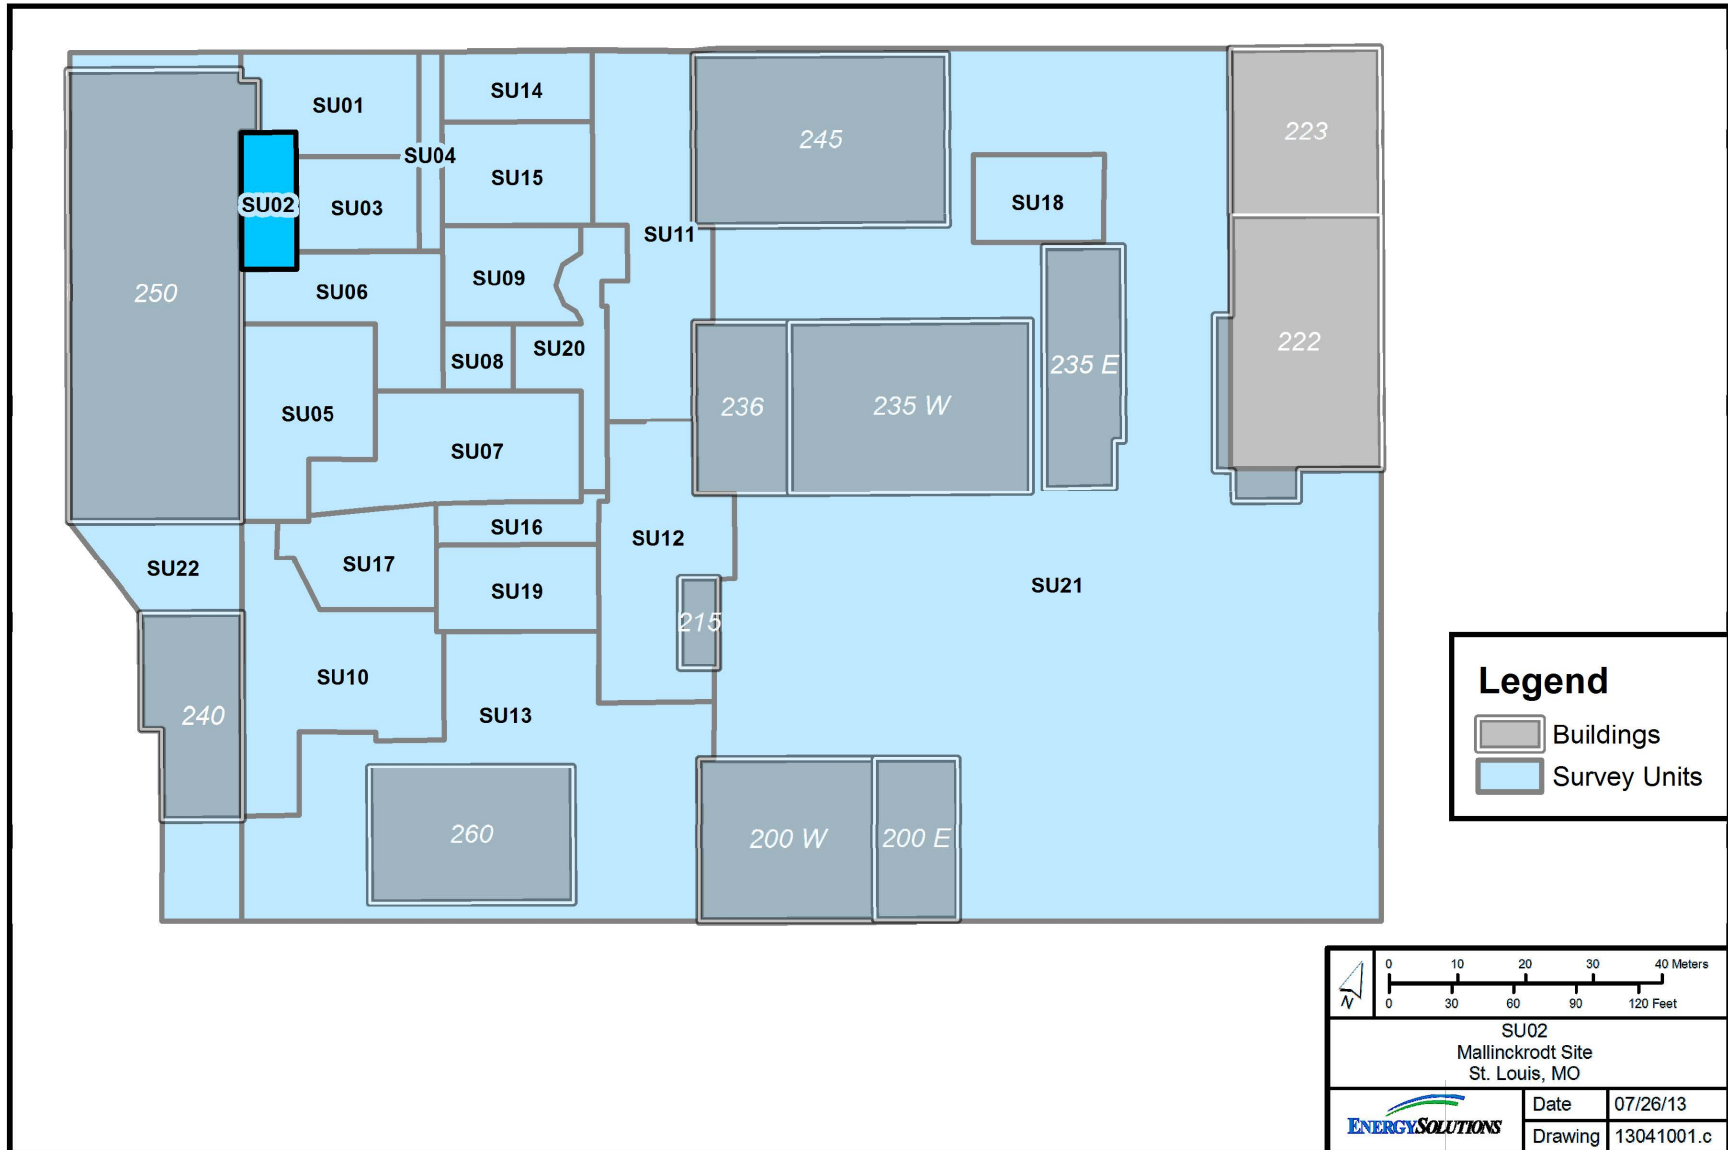 SU01
SU14
245
223
SU04
SU15
SU02
SU03
SU18
SU11
250
SU06
SU09
222
SU08
SU20
235 E
SU05
236
235 W
SU07
SU16
SU12
SU22
SU17
SU19
SU21
215
SU10
240
SU13
260
200 W
200 E
Legend
Buildings
Survey Units
0 10 20 30 40 Meters
0 30 60 90 120 Feet
N
SU02
Mallinckrodt Site
St. Louis, MO
ENERGYSOLUTIONS
Date 07/26/13
Drawing 13041001.c